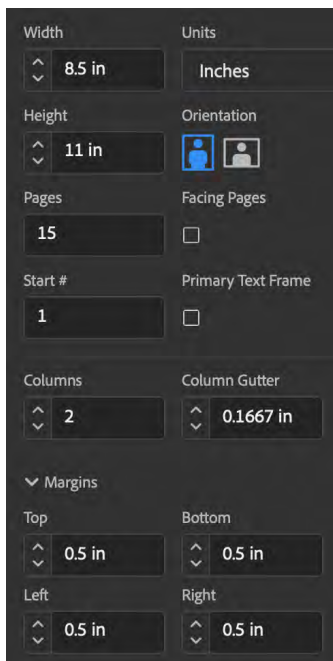 Width Units
8.5 in Inches
Height Orientation
11 in
Pages Facing Pages
15
Start # Primary Text Frame
1
Columns Column Gutter
2 0.1667 in
Margins
Top Bottom
0.5 in 0.5 in
Left Right
0.5 in 0.5 in